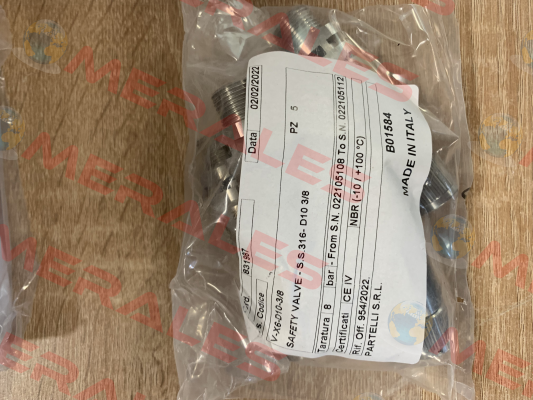 ord. 831987 Data 02/02/2022
s. Codice
V-X6-D10-3/8 PZ 5
SAFETY VALVE - S.S.316- D10 3/8
Taratura 8 bar - From S.N. 022105108 To S.N. 022105112
Certificati CE IV NBR (-10 / +100 °C)
Rif. Off. 954/2022.
PARTELLI S.R.L. B01584
MADE IN ITALY
MERALES